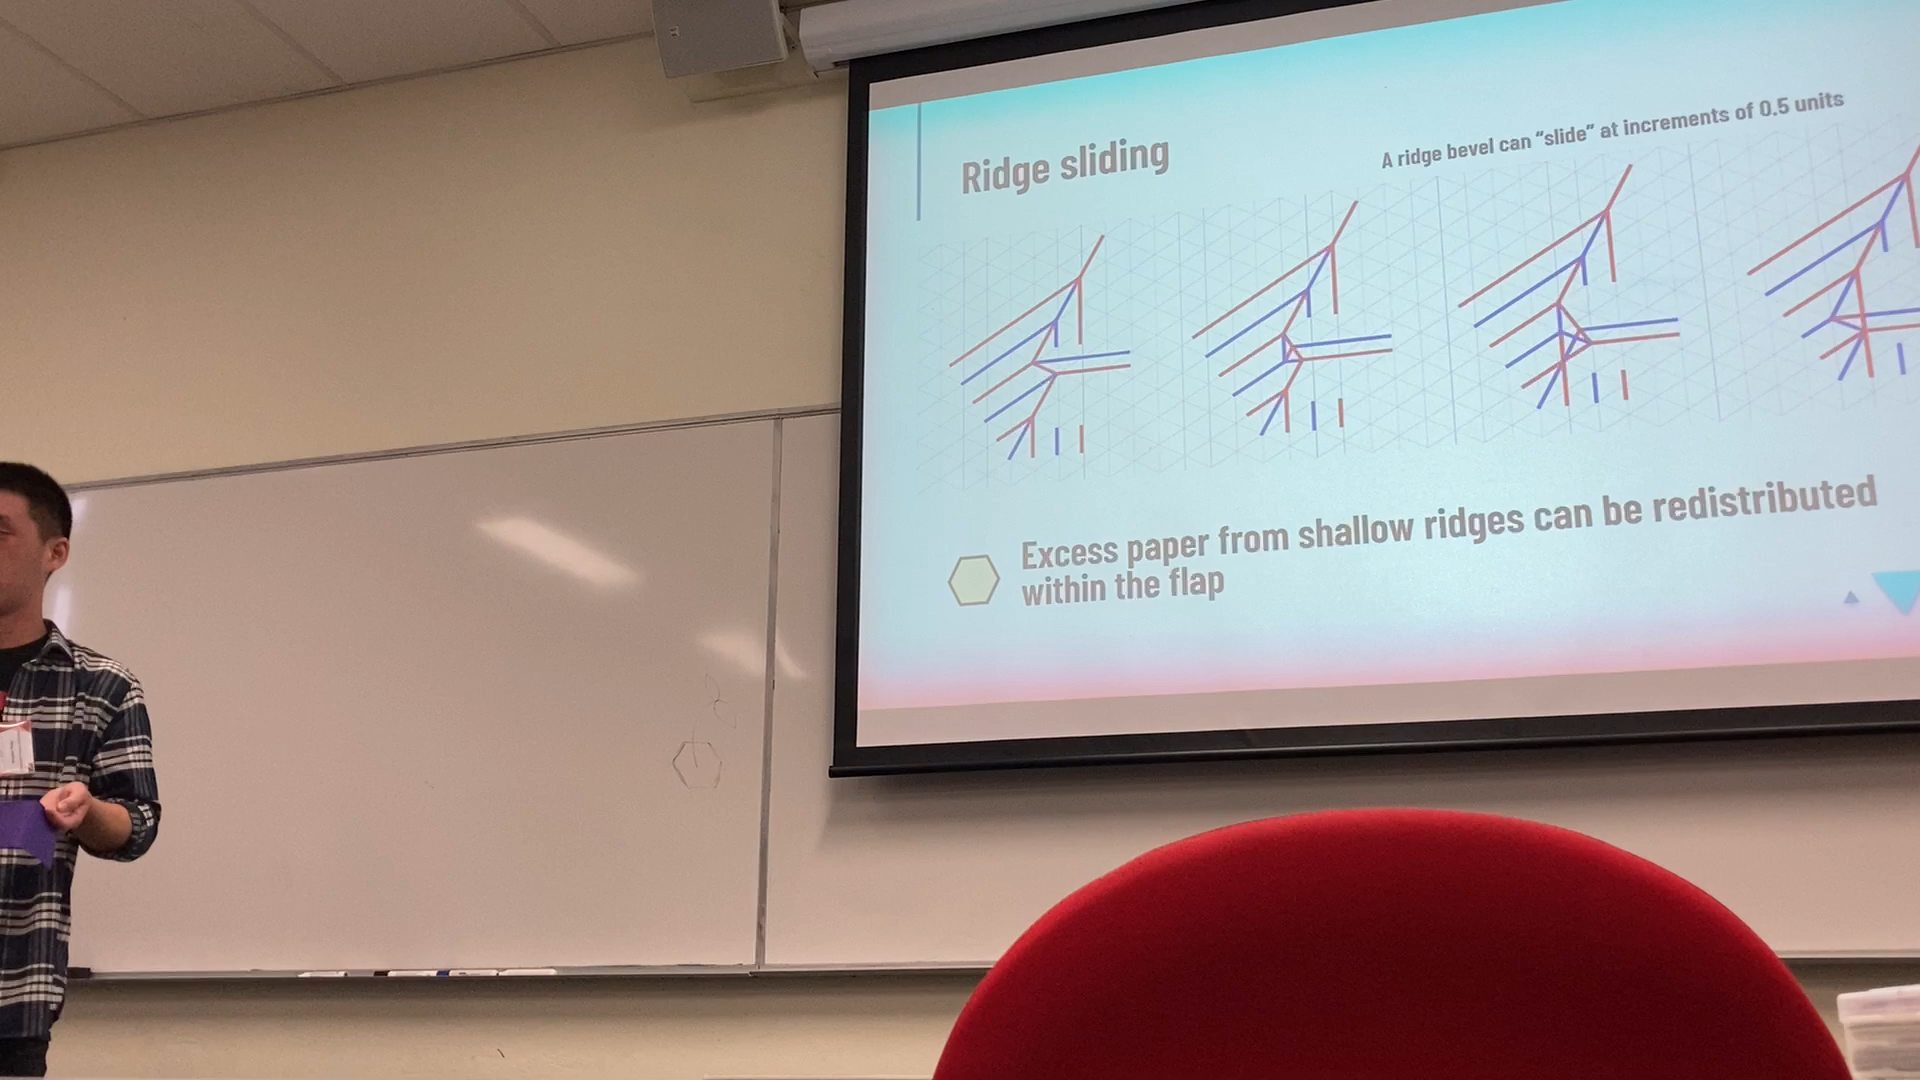 Ridge sliding
A ridge bevel can “slide” at increments of 0.5 units
Excess paper from shallow ridges can be redistributed
within the flap